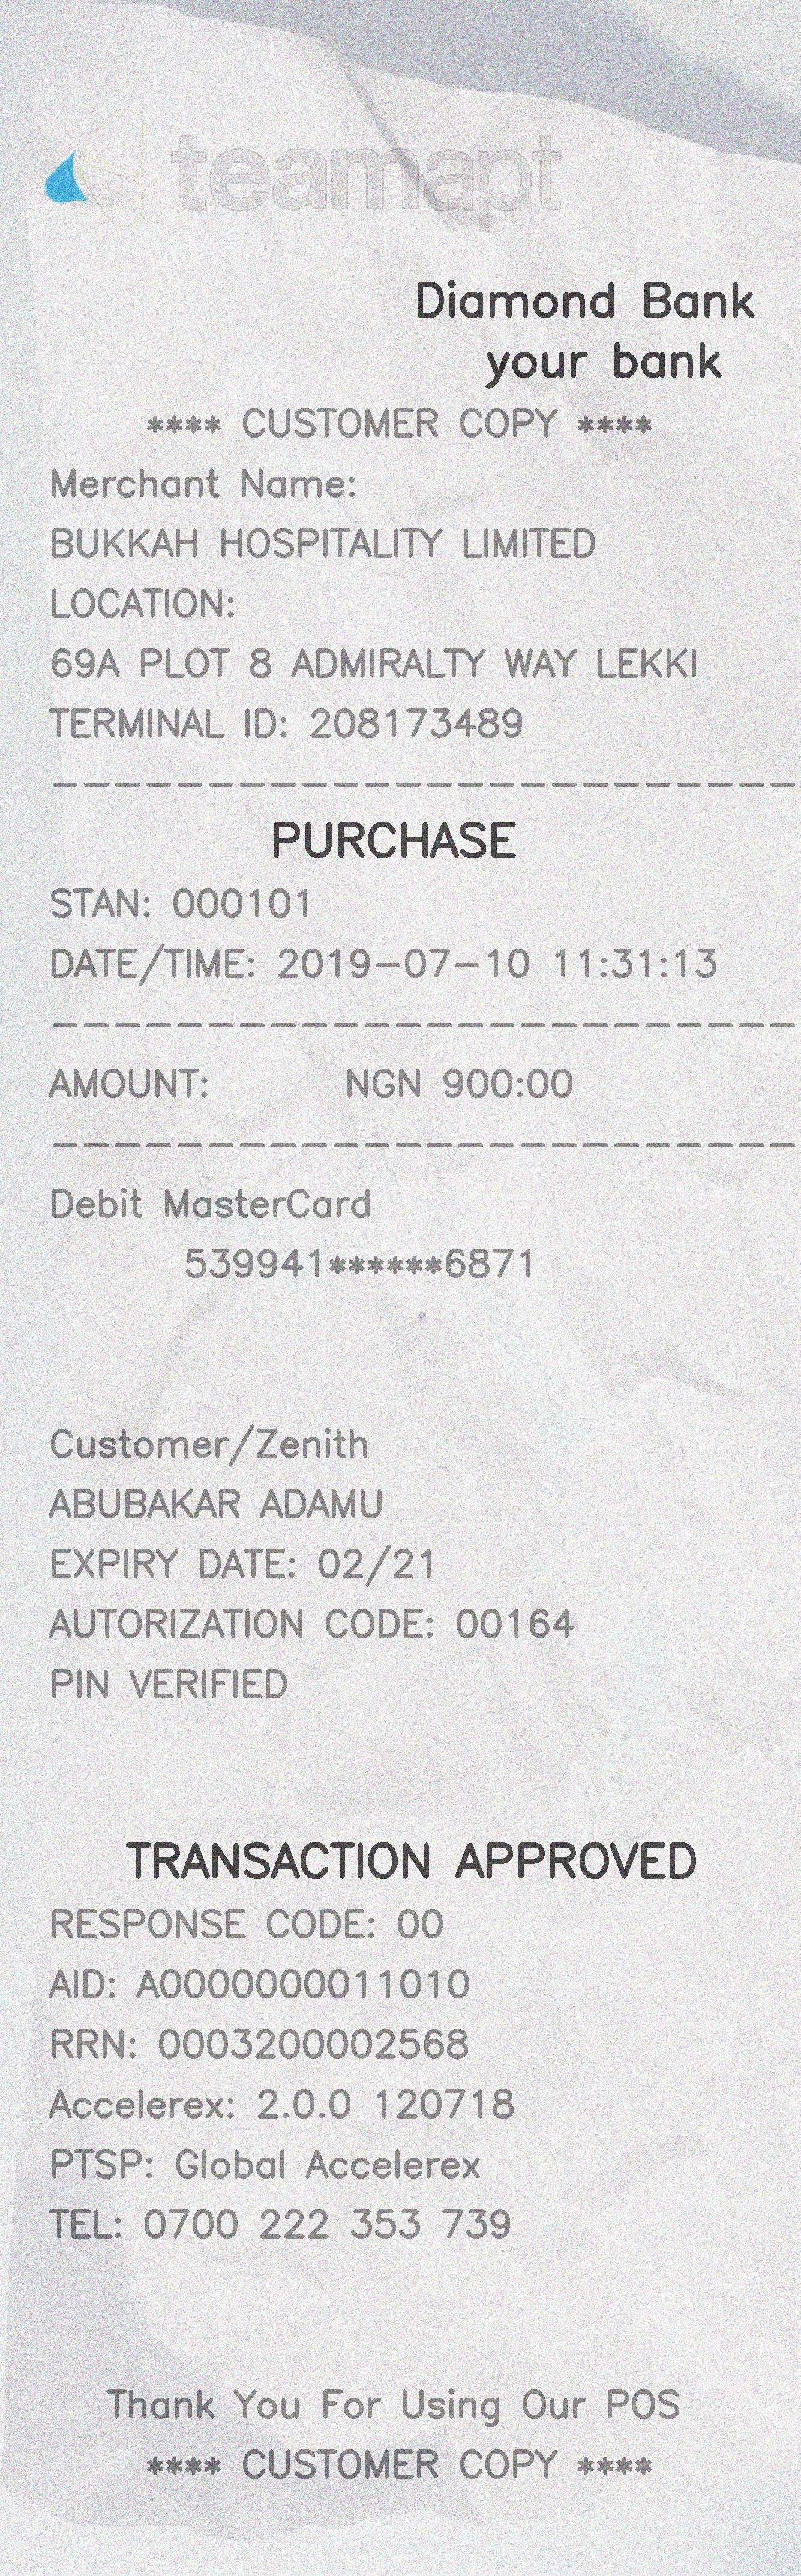 teamapt
Diamond Bank
your bank
**** CUSTOMER COPY ****
Merchant Name:
BUKKAH HOSPITALITY LIMITED
LOCATION:
69A PLOT 8 ADMIRALTY WAY LEKKI
TERMINAL ID: 208173489
------------------------
PURCHASE
STAN: 000101
DATE/TIME: 2019-07-10 11:31:13
------------------------
AMOUNT: NGN 900:00
------------------------
Debit MasterCard
539941******6871
Customer/Zenith
ABUBAKAR ADAMU
EXPIRY DATE: 02/21
AUTORIZATION CODE: 00164
PIN VERIFIED
TRANSACTION APPROVED
RESPONSE CODE: 00
AID: A0000000011010
RRN: 0003200002568
Accelerex: 2.0.0 120718
PTSP: Global Accelerex
TEL: 0700 222 353 739
Thank You For Using Our POS
**** CUSTOMER COPY ****